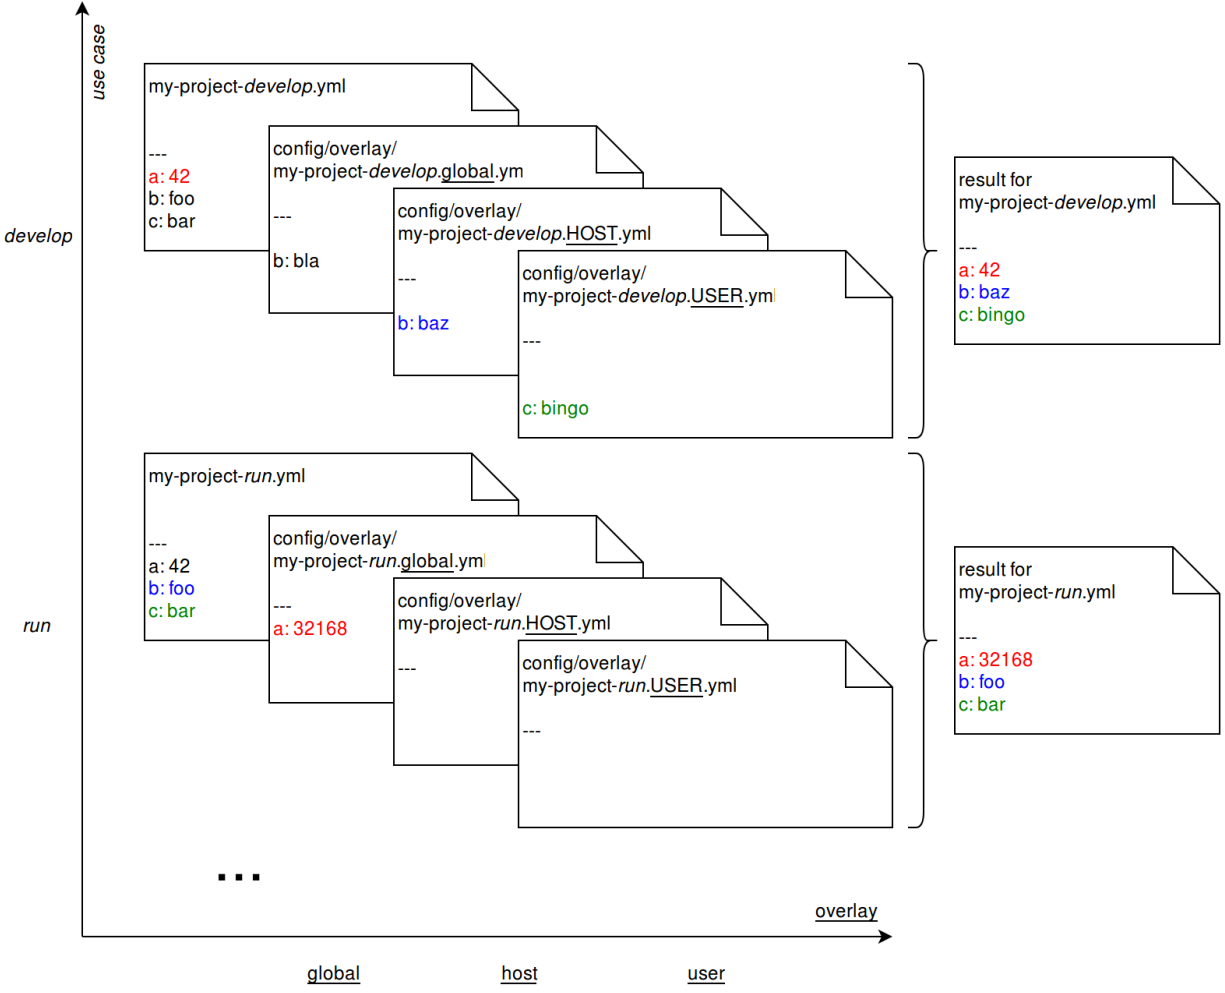 use case
my-project-develop.yml
---
a: 42
b: foo
c: bar
config/overlay/
my-project-develop.global.ym
---
b: bla
config/overlay/
my-project-develop.HOST.yml
---
b: baz
config/overlay/
my-project-develop.USER.yml
---
c: bingo
result for
my-project-develop.yml
---
a: 42
b: baz
c: bingo
develop
my-project-run.yml
---
a: 42
b: foo
c: bar
config/overlay/
my-project-run.global.yml
---
a: 32168
config/overlay/
my-project-run.HOST.yml
---
config/overlay/
my-project-run.USER.yml
---
result for
my-project-run.yml
---
a: 32168
b: foo
c: bar
run
...
overlay
global
host
user